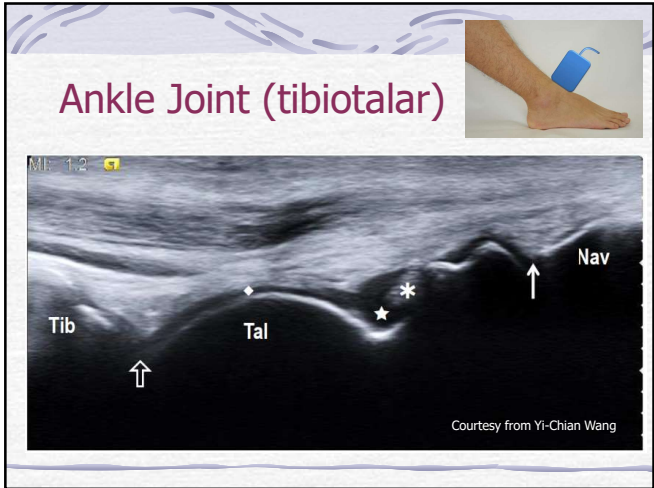 Ankle Joint (tibiotalar)
MI: 1.2
Nav
Tib
Tal
Courtesy from Yi-Chian Wang